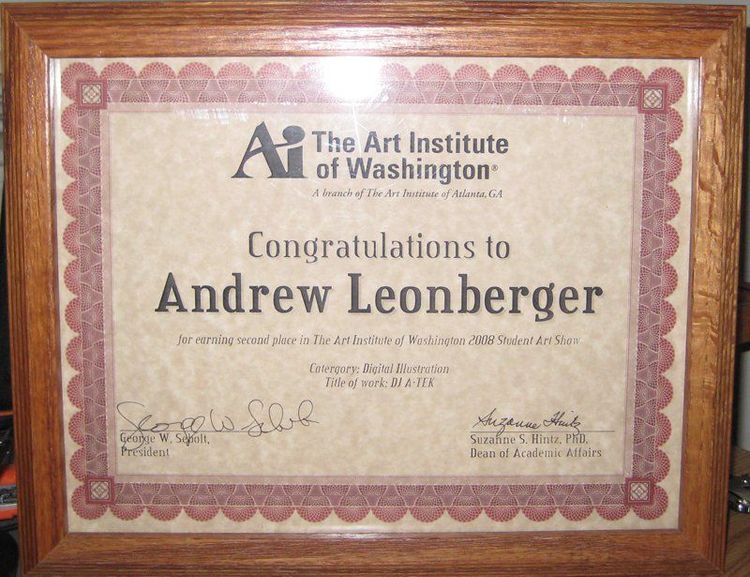 Ai The Art Institute
of Washington®
A branch of The Art Institute of Atlanta, GA
Congratulations to
Andrew Leonberger
for earning second place in The Art Institute of Washington 2008 Student Art Show
Catergory: Digital Illustration
Title of work: DJ A-TEK
George W. Sebolt
George W. Sebolt,
President
Suzanne Hintz
Suzanne S. Hintz, PhD.
Dean of Academic Affairs